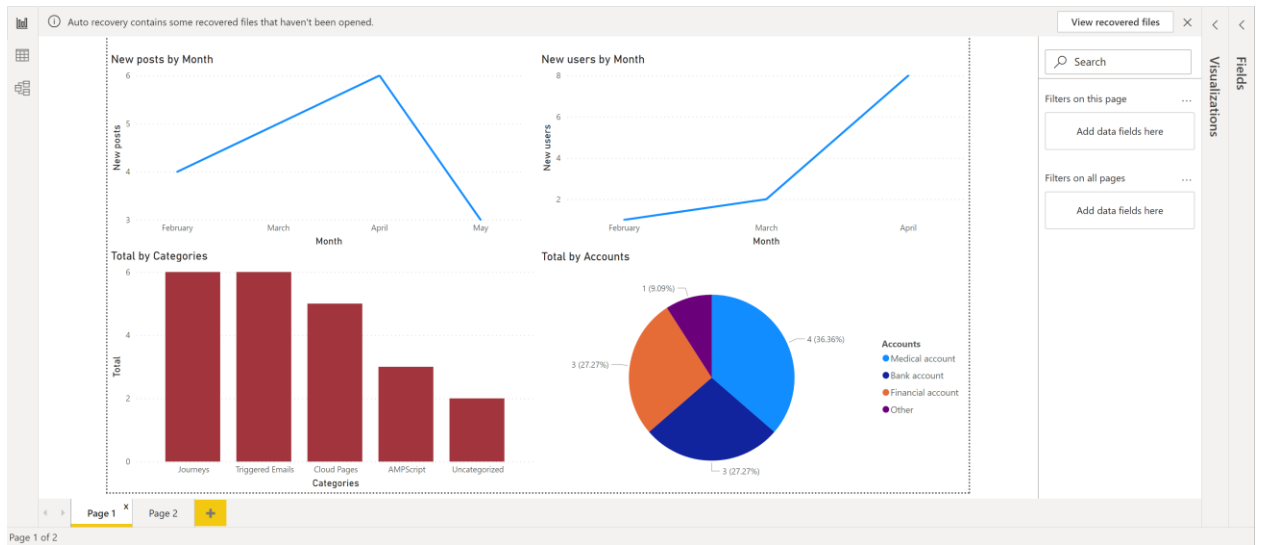 Auto recovery contains some recovered files that haven't been opened.
View recovered files
New posts by Month
6
5
4
3
New posts
February March April May
Month
New users by Month
8
6
4
2
New users
February March April
Month
Total by Categories
6
4
2
0
Total
Journeys Triggered Emails Cloud Pages AMPScript Uncategorized
Categories
Total by Accounts
1 (9.09%)
4 (36.36%)
3 (27.27%)
3 (27.27%)
Accounts
Medical account
Bank account
Financial account
Other
Search
Filters on this page ...
Add data fields here
Filters on all pages ...
Add data fields here
Visualizations
Fields
Page 1 x Page 2 +
Page 1 of 2